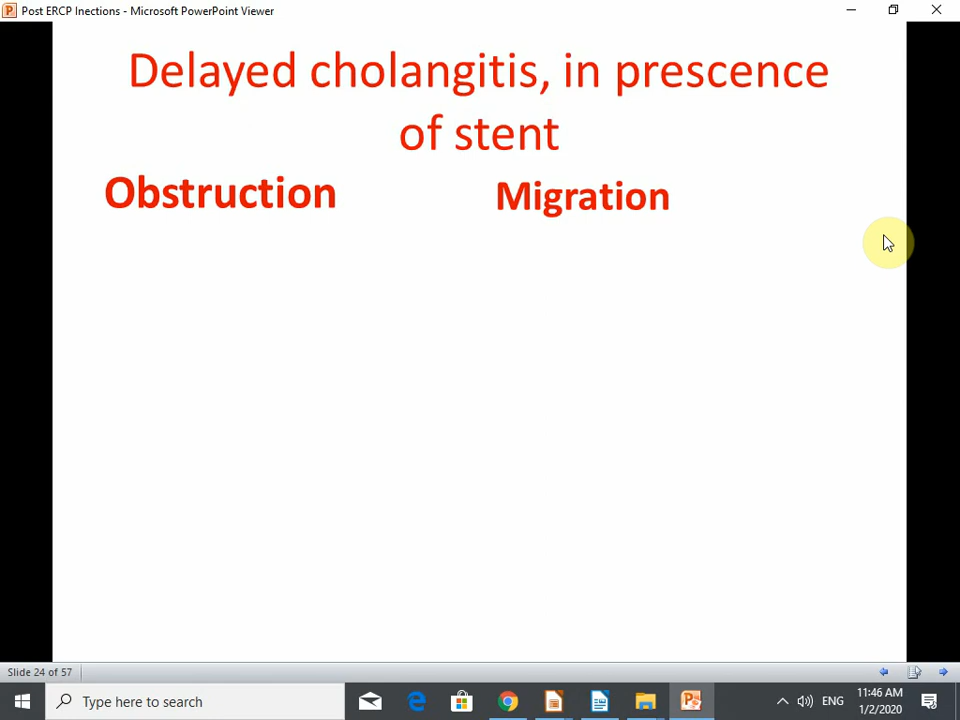 Post ERCP Inections - Microsoft PowerPoint Viewer
Delayed cholangitis, in prescence
of stent
Obstruction
Migration
Slide 24 of 57
Type here to search
ENG
11:46 AM
1/2/2020